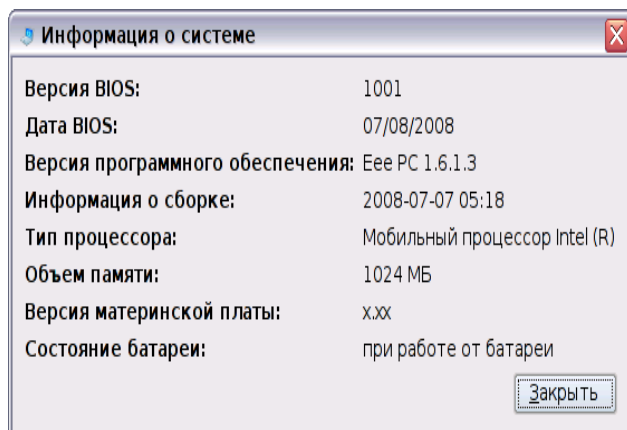 Информация о системе
Версия BIOS: 1001
Дата BIOS: 07/08/2008
Версия программного обеспечения: Eee PC 1.6.1.3
Информация о сборке: 2008-07-07 05:18
Тип процессора: Мобильный процессор Intel (R)
Объем памяти: 1024 МБ
Версия материнской платы: x.xx
Состояние батареи: при работе от батареи
Закрыть